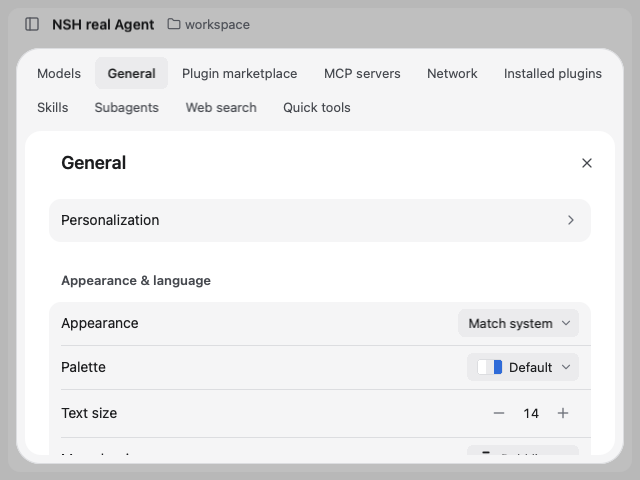 NSH real Agent workspace
Models General Plugin marketplace MCP servers Network Installed plugins
Skills Subagents Web search Quick tools
General
Personalization
Appearance & language
Appearance Match system
Palette Default
Text size 14